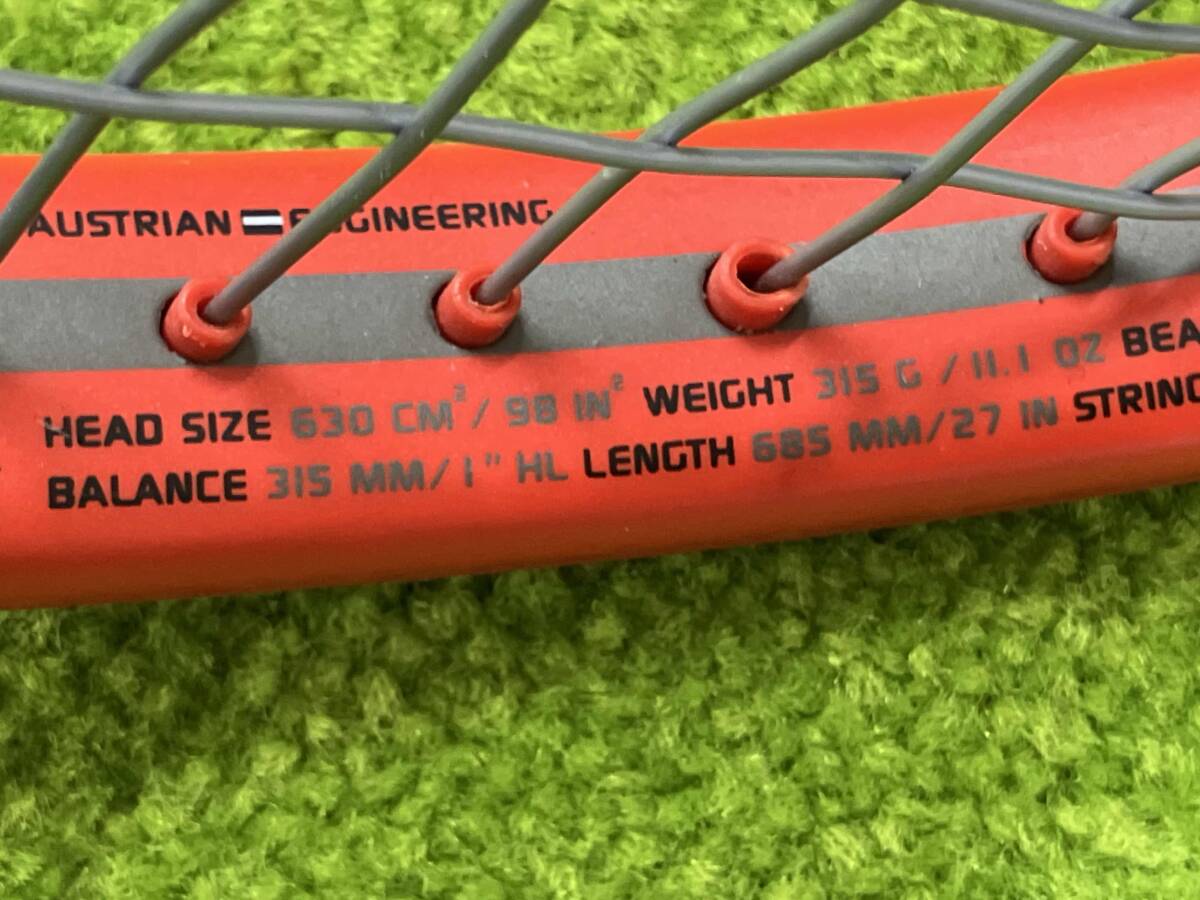 AUSTRIAN ENGINEERING
HEAD SIZE 630 CM²/ 98 IN² WEIGHT 315 G / 11.1 OZ BEA
BALANCE 315 MM/1" HL LENGTH 685 MM/27 IN STRING